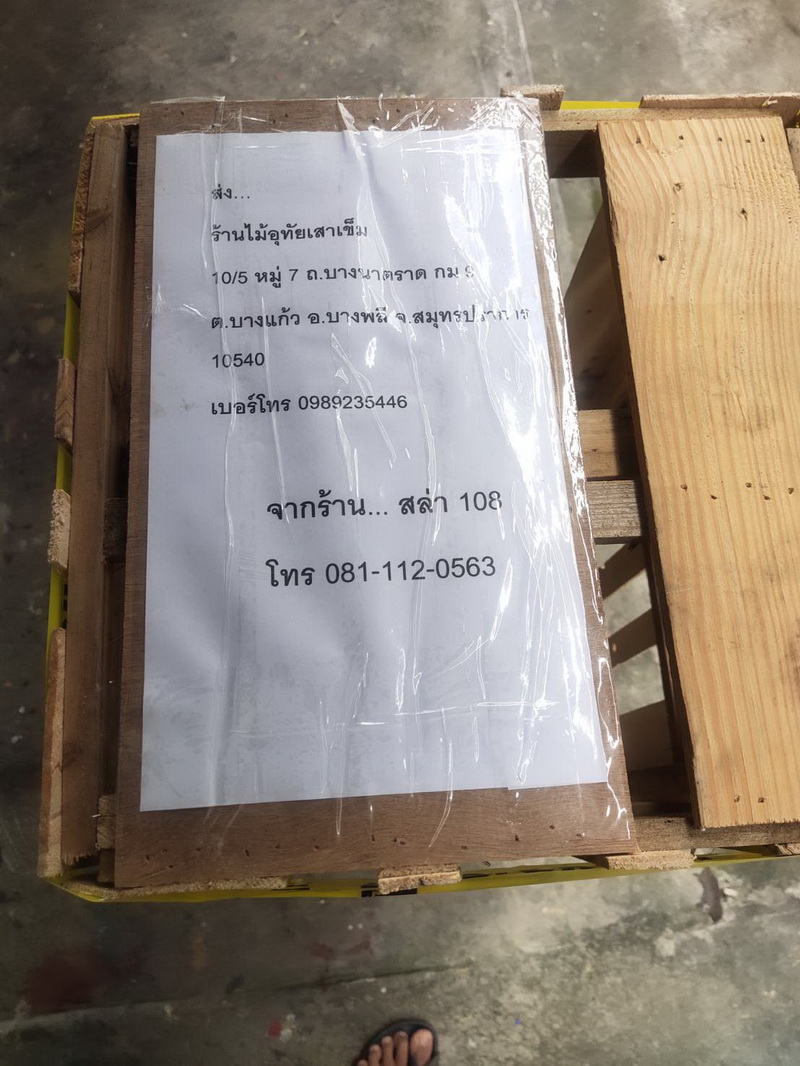 ส่ง...
ร้านไม้อุทัยเสาเข็ม
10/5 หมู่ 7 ถ.บางนาตราด กม 9
ต.บางแก้ว อ.บางพลี จ.สมุทรปราการ
10540
เบอร์โทร 0989235446
จากร้าน... สล่า 108
โทร 081-112-0563